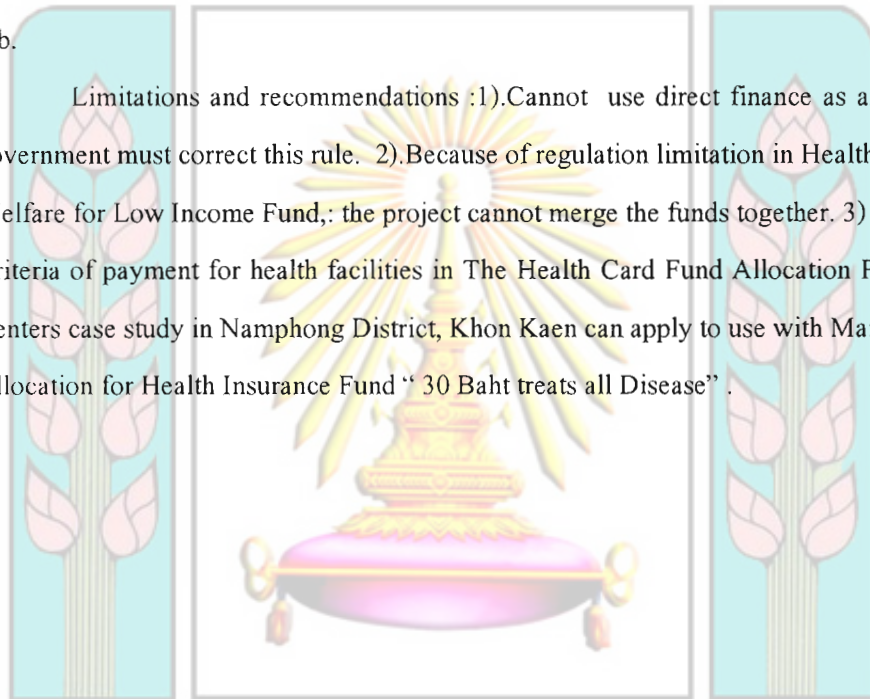 b.
Limitations and recommendations :1).Cannot use direct finance as a
overnment must correct this rule. 2).Because of regulation limitation in Health
elfare for Low Income Fund,: the project cannot merge the funds together. 3)
riteria of payment for health facilities in The Health Card Fund Allocation
enters case study in Namphong District, Khon Kaen can apply to use with
llocation for Health Insurance Fund “ 30 Baht treats all Disease” .